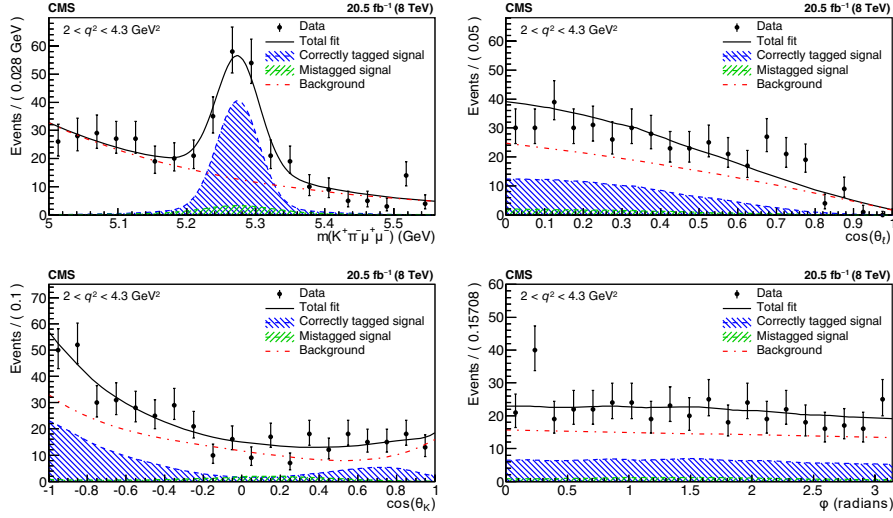 CMS 20.5 fb⁻¹ (8 TeV)
2 < q² < 4.3 GeV²
Data
Total fit
Correctly tagged signal
Mistagged signal
Background
Events / ( 0.028 GeV )
0 10 20 30 40 50 60
5 5.1 5.2 5.3 5.4 5.5
m(K⁺π⁻μ⁺μ⁻) (GeV)
CMS 20.5 fb⁻¹ (8 TeV)
2 < q² < 4.3 GeV²
Data
Total fit
Correctly tagged signal
Mistagged signal
Background
Events / ( 0.05 )
0 10 20 30 40 50 60
0 0.1 0.2 0.3 0.4 0.5 0.6 0.7 0.8 0.9 1
cos(θℓ)
CMS 20.5 fb⁻¹ (8 TeV)
2 < q² < 4.3 GeV²
Data
Total fit
Correctly tagged signal
Mistagged signal
Background
Events / ( 0.1 )
0 10 20 30 40 50 60 70
-1 -0.8 -0.6 -0.4 -0.2 0 0.2 0.4 0.6 0.8 1
cos(θK)
CMS 20.5 fb⁻¹ (8 TeV)
2 < q² < 4.3 GeV²
Data
Total fit
Correctly tagged signal
Mistagged signal
Background
Events / ( 0.15708 )
0 10 20 30 40 50 60
0 0.5 1 1.5 2 2.5 3
φ (radians)